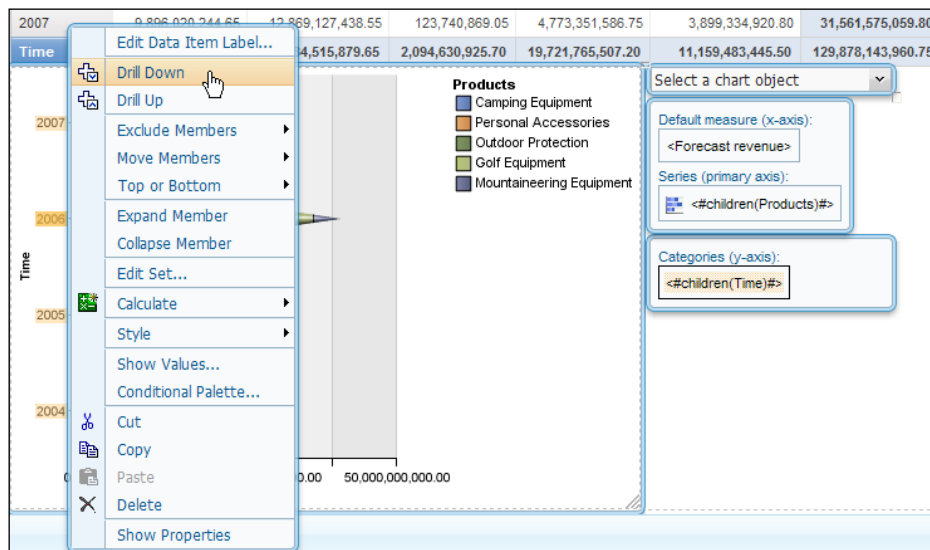 2007 9,896,020,244.65 12,869,127,438.55 123,740,869.05 4,773,351,586.75 3,899,334,920.80 31,561,575,059.80
Time 34,515,879.65 2,094,630,925.70 19,721,765,507.20 11,159,483,445.50 129,878,143,960.75
Edit Data Item Label...
Drill Down
Drill Up
Exclude Members
Move Members
Top or Bottom
Expand Member
Collapse Member
Edit Set...
Calculate
Style
Show Values...
Conditional Palette...
Cut
Copy
Paste
Delete
Show Properties
Time
2007
2006
2005
2004
0.00 50,000,000,000.00
Products
Camping Equipment
Personal Accessories
Outdoor Protection
Golf Equipment
Mountaineering Equipment
Select a chart object
Default measure (x-axis):
<Forecast revenue>
Series (primary axis):
<#children(Products)#>
Categories (y-axis):
<#children(Time)#>